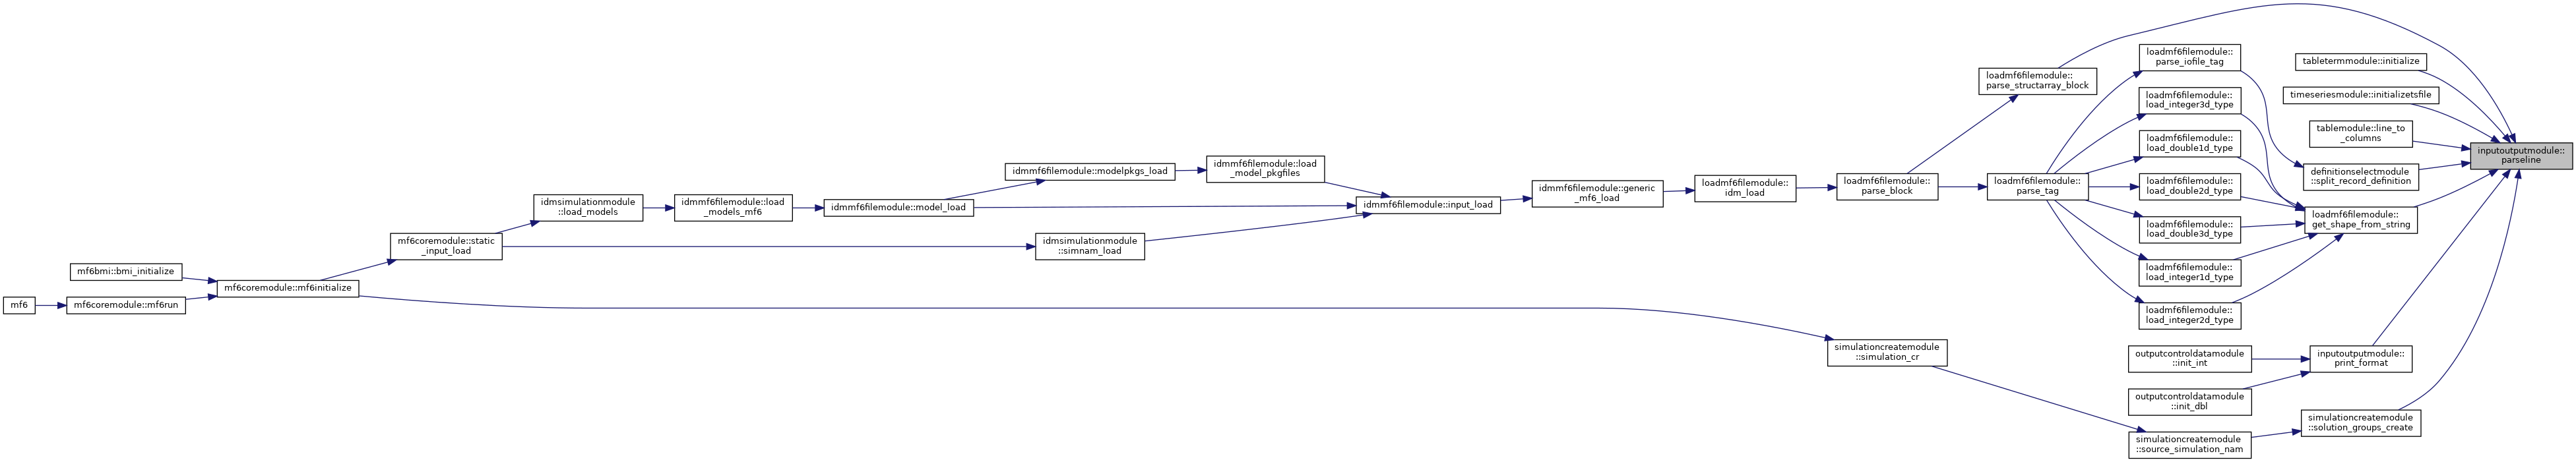 mf6
mf6bmi::bmi_initialize
mf6coremodule::mf6run
mf6coremodule::mf6initialize
mf6coremodule::static
_input_load
idmsimulationmodule
::load_models
idmmf6filemodule::load
_models_mf6
idmmf6filemodule::model_load
idmmf6filemodule::modelpkgs_load
idmsimulationmodule
::simnam_load
idmmf6filemodule::load
_model_pkgfiles
idmmf6filemodule::input_load
idmmf6filemodule::generic
_mf6_load
loadmf6filemodule::
idm_load
loadmf6filemodule::
parse_block
simulationcreatemodule
::simulation_cr
loadmf6filemodule::
parse_structarray_block
loadmf6filemodule::
parse_tag
loadmf6filemodule::
parse_iofile_tag
loadmf6filemodule::
load_integer3d_type
loadmf6filemodule::
load_double1d_type
loadmf6filemodule::
load_double2d_type
loadmf6filemodule::
load_double3d_type
loadmf6filemodule::
load_integer1d_type
loadmf6filemodule::
load_integer2d_type
outputcontroldatamodule
::init_int
outputcontroldatamodule
::init_dbl
simulationcreatemodule
::source_simulation_nam
tabletermmodule::initialize
timeseriesmodule::initializetsfile
tablemodule::line_to
_columns
definitionselectmodule
::split_record_definition
loadmf6filemodule::
get_shape_from_string
inputoutputmodule::
print_format
simulationcreatemodule
::solution_groups_create
inputoutputmodule::
parseline